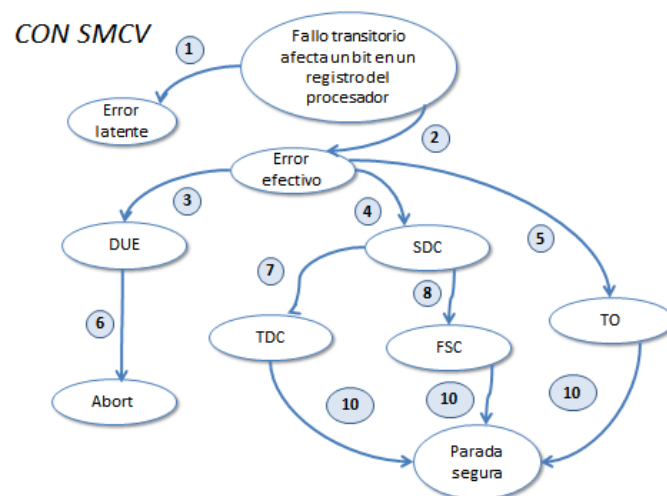 CON SMCV
1
Fallo transitorio
afecta un bit en un
registro del
procesador
Error
latente
2
Error
efectivo
3
4
5
DUE
SDC
7
8
6
TDC
FSC
TO
Abort
10
10
10
Parada
segura